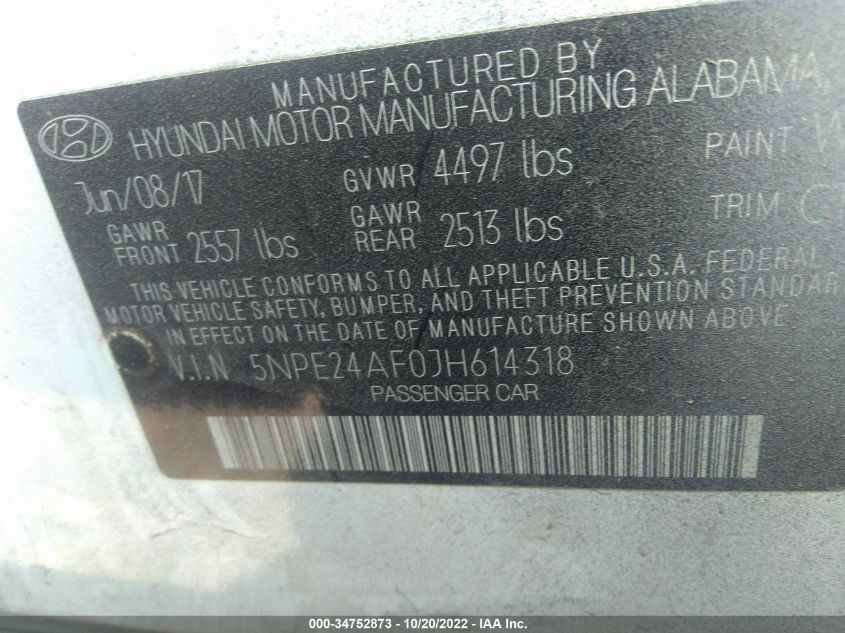 MANUFACTURED BY
HYUNDAI MOTOR MANUFACTURING ALABAMA,
Jun/08/17 GVWR 4497 lbs PAINT
GAWR FRONT 2557 lbs GAWR REAR 2513 lbs TRIM
THIS VEHICLE CONFORMS TO ALL APPLICABLE U.S.A. FEDERAL
MOTOR VEHICLE SAFETY, BUMPER, AND THEFT PREVENTION STANDAR
IN EFFECT ON THE DATE OF MANUFACTURE SHOWN ABOVE
V.I.N 5NPE24AF0JH614318
PASSENGER CAR
000-34752873 - 10/20/2022 - IAA Inc.